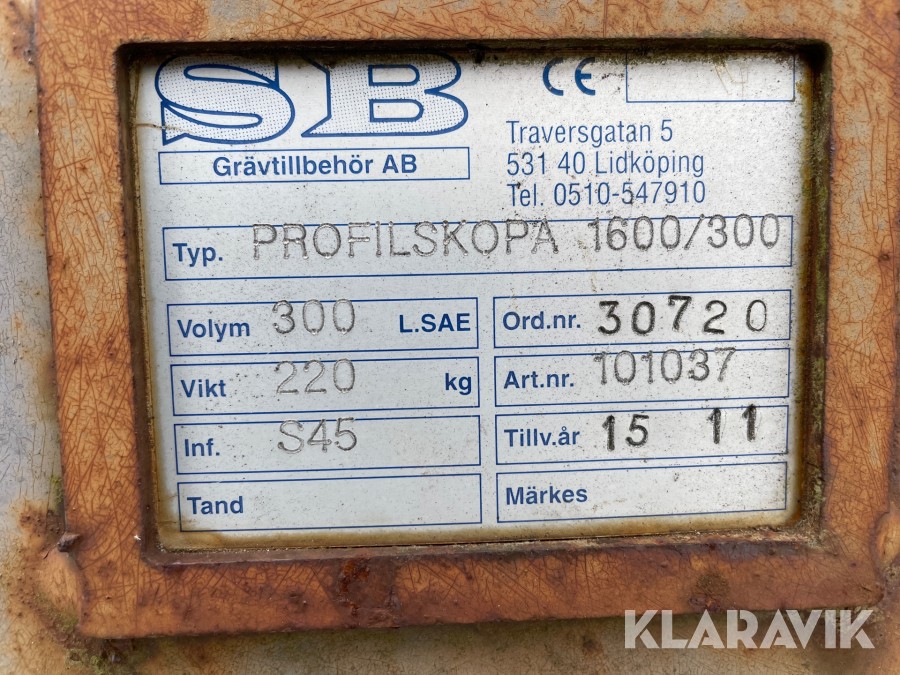 SB
Grävtillbehör AB
CE
Traversgatan 5
531 40 Lidköping
Tel. 0510-547910
Typ. PROFILSKOPA 1600/300
Volym 300 L.SAE
Ord.nr. 30720
Vikt 220 kg
Art.nr. 101037
Inf. S45
Tillv.år 15 11
Tand
Märkes
KLARAVIK